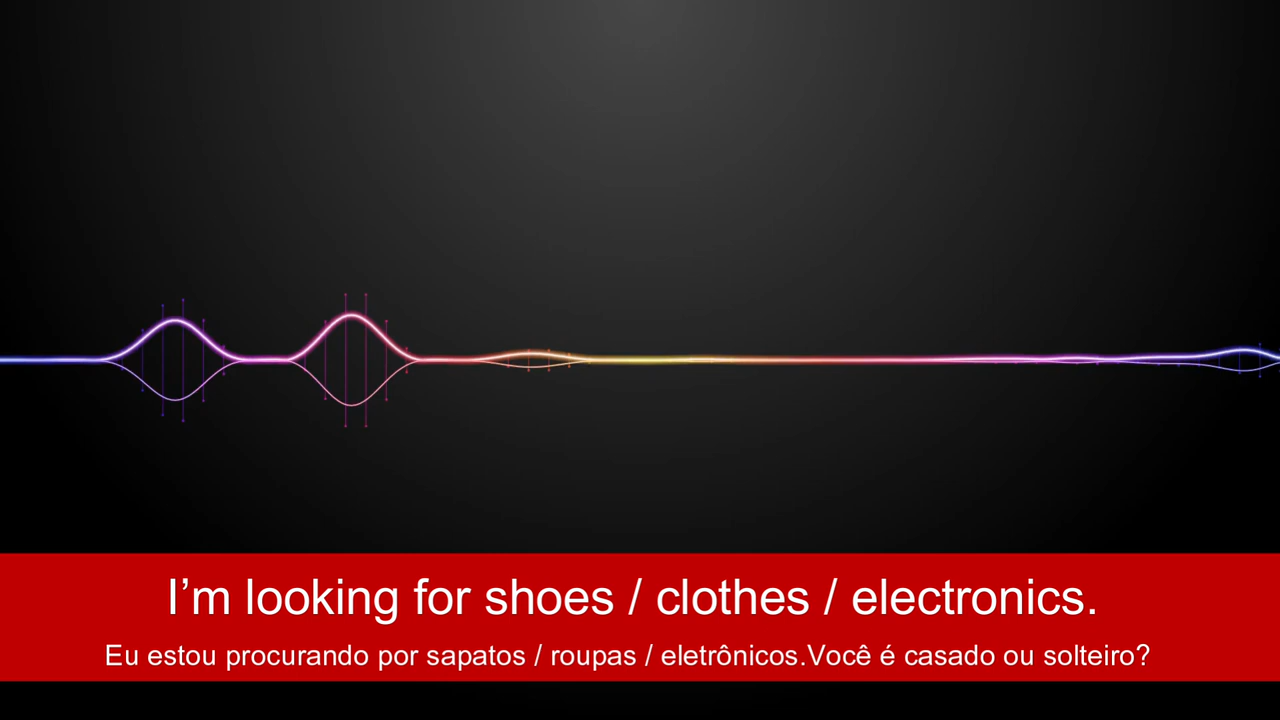 I’m looking for shoes / clothes / electronics.
Eu estou procurando por sapatos / roupas / eletrônicos.Você é casado ou solteiro?